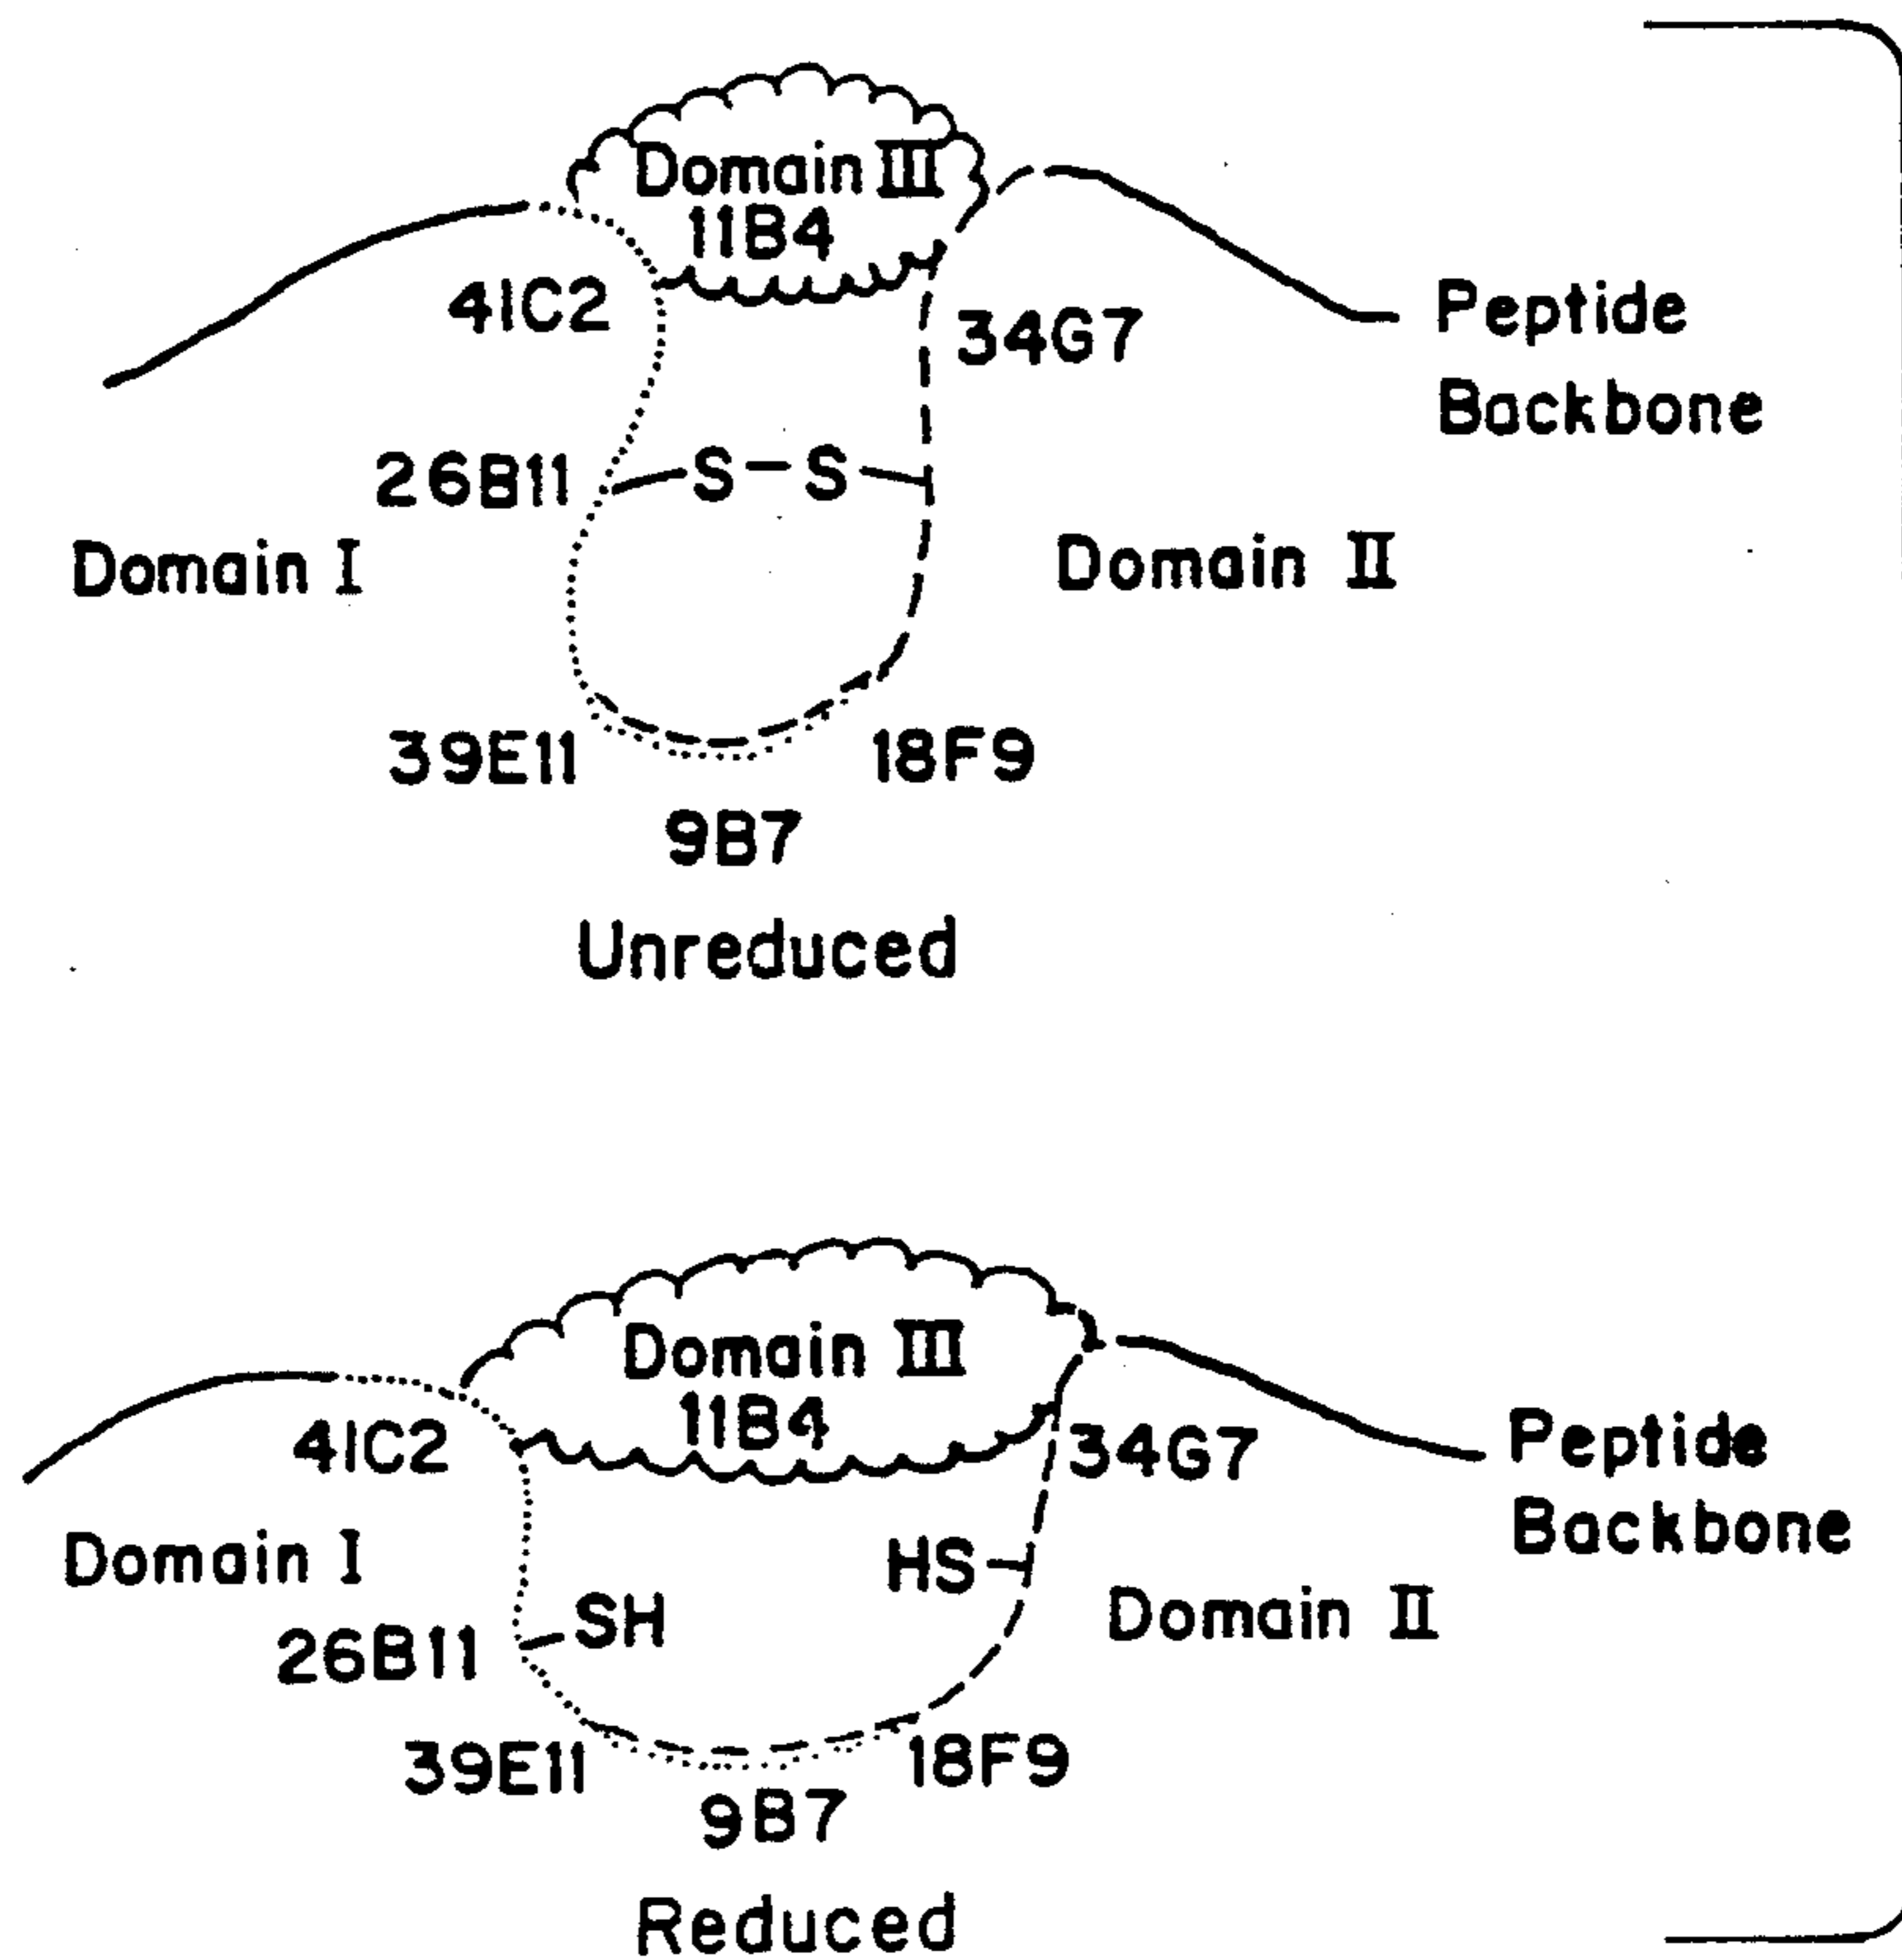 Domain III
11B4
41C2
34G7
Peptide
Backbone
26B11
S – S
Domain I
Domain II
39E11
18F9
9B7
Unreduced
Domain III
11B4
41C2
34G7
Peptide
Backbone
Domain I
HS
SH
Domain II
26B11
39E11
18F9
9B7
Reduced